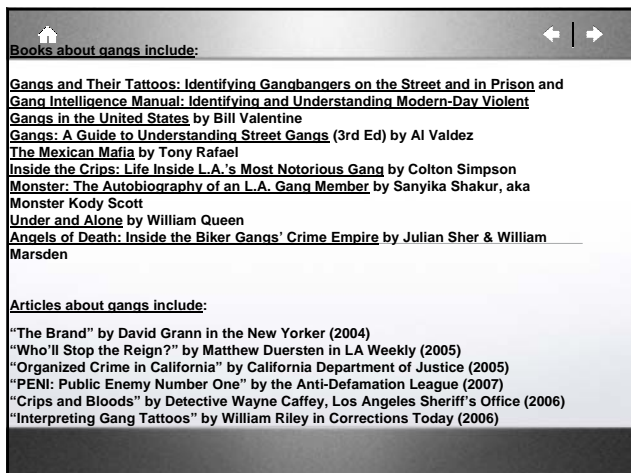 Books about gangs include:
Gangs and Their Tattoos: Identifying Gangbangers on the Street and in Prison and
Gang Intelligence Manual: Identifying and Understanding Modern-Day Violent
Gangs in the United States by Bill Valentine
Gangs: A Guide to Understanding Street Gangs (3rd Ed) by Al Valdez
The Mexican Mafia by Tony Rafael
Inside the Crips: Life Inside L.A.'s Most Notorious Gang by Colton Simpson
Monster: The Autobiography of an L.A. Gang Member by Sanyika Shakur, aka
Monster Kody Scott
Under and Alone by William Queen
Angels of Death: Inside the Biker Gangs' Crime Empire by Julian Sher & William
Marsden
Articles about gangs include:
“The Brand” by David Grann in the New Yorker (2004)
“Who'll Stop the Reign?” by Matthew Duersten in LA Weekly (2005)
“Organized Crime in California” by California Department of Justice (2005)
“PENI: Public Enemy Number One” by the Anti-Defamation League (2007)
“Crips and Bloods” by Detective Wayne Caffey, Los Angeles Sheriff's Office (2006)
“Interpreting Gang Tattoos” by William Riley in Corrections Today (2006)